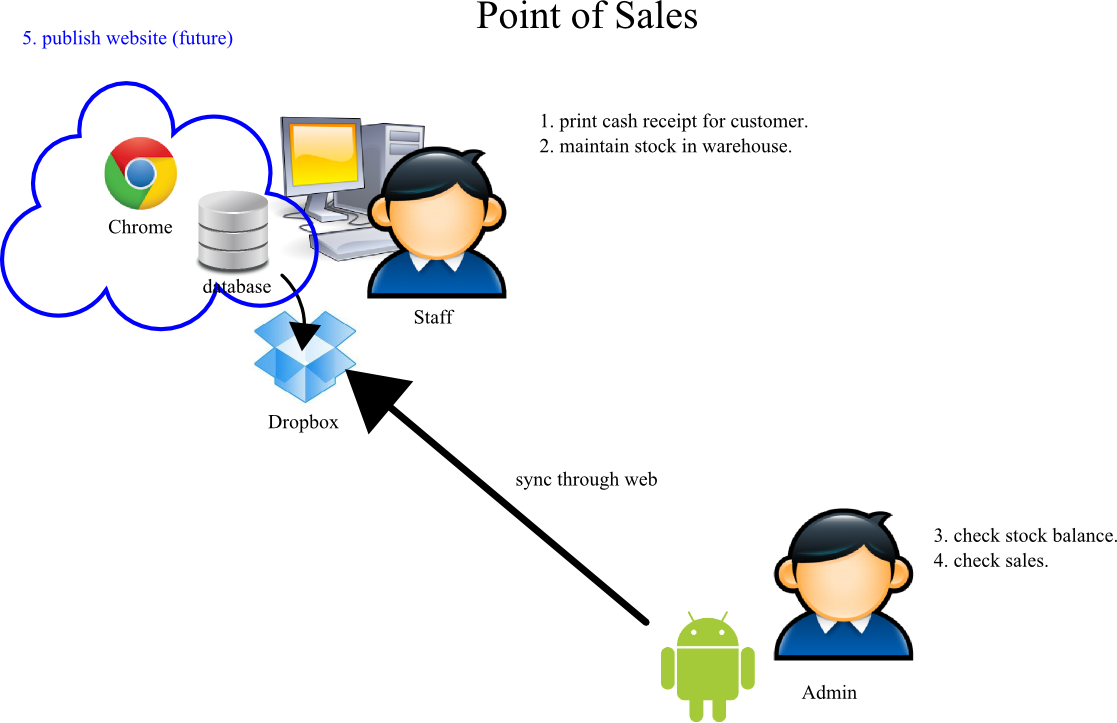 Point of Sales
5. publish website (future)
1. print cash receipt for customer.
2. maintain stock in warehouse.
Chrome
database
Staff
Dropbox
sync through web
3. check stock balance.
4. check sales.
Admin